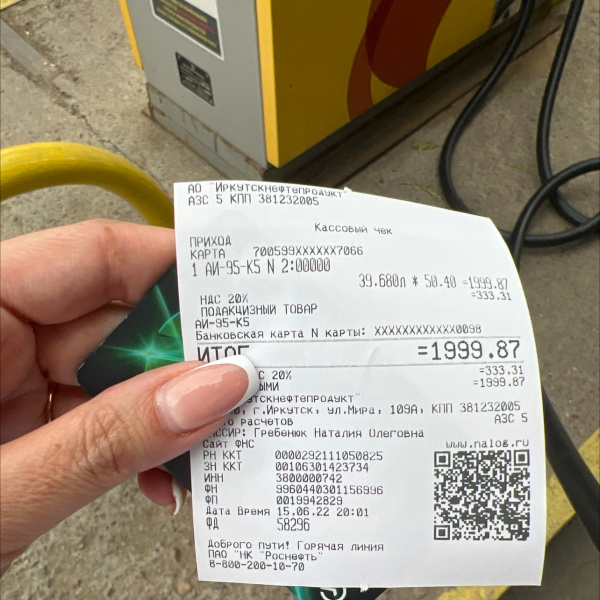 АО "Иркутскнефтепродукт"
АЗС 5 КПП 381232005
Кассовый чек
ПРИХОД
КАРТА 700599XXXXXX7066
1 АИ-95-К5 N 2:00000
39.680л * 50.40 =1999.87
НДС 20% =333.31
ПОДАКЦИЗНЫЙ ТОВАР
АИ-95-К5
Банковская карта N карты: XXXXXXXXXXXX0098
ИТОГ =1999.87
С 20% =333.31
ЫМИ =1999.87
утскнефтепродукт"
г.Иркутск, ул.Мира, 109А, КПП 381232005
расчетов АЗС 5
ССИР: Гребенюк Наталия Олеговна
Сайт ФНС www.nalog.ru
РН ККТ 0000292111050825
ЗН ККТ 00106301423734
ИНН 3800000742
ФН 9960440301156996
ФП 0019942829
Дата Время 15.06.22 20:01
ФД 58296
Доброго пути! Горячая линия
ПАО "НК "Роснефть"
8-800-200-10-70